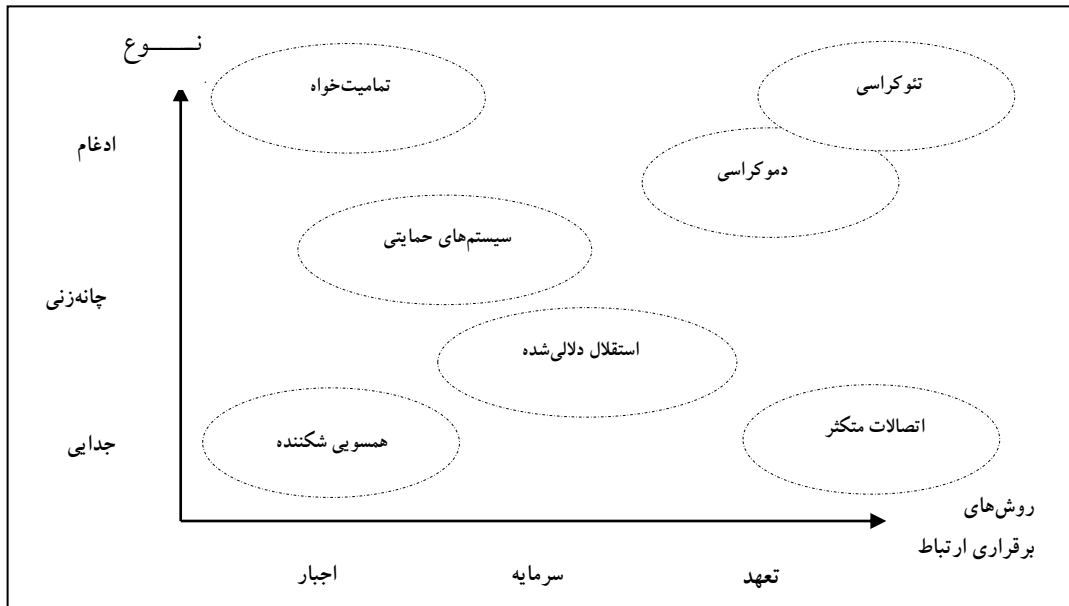 نـــــوع
تمامیت‌خواه
تئوکراسی
ادغام
دموکراسی
سیستم‌های حمایتی
چانه‌زنی
استقلال دلالی‌شده
اتصالات متکثر
همسویی شکننده
جدایی
روش‌های
برقراری ارتباط
تعهد
سرمایه
اجبار